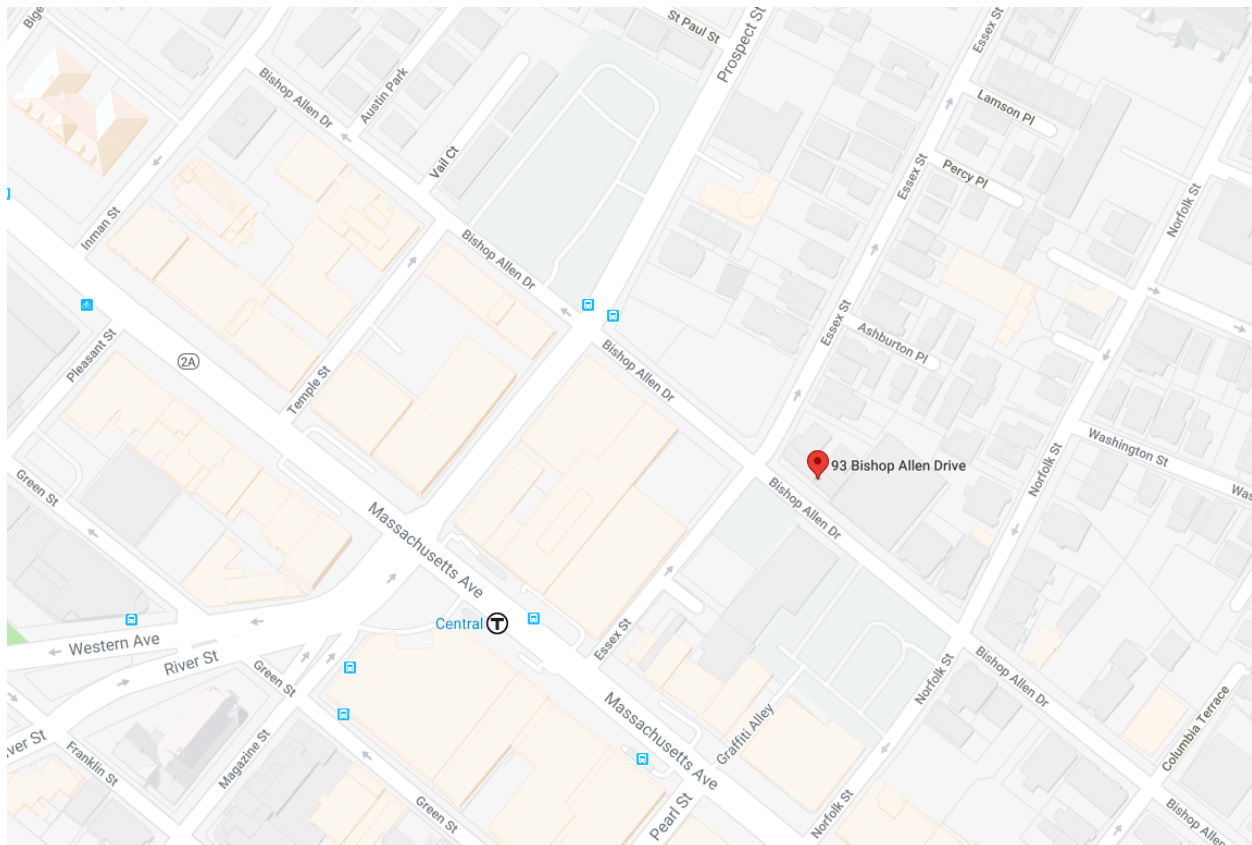 Bige
St Paul St
Prospect St
Essex St
Bishop Allen Dr
Austin Park
Lamson Pl
Vail Ct
Essex St
Percy Pl
Norfolk St
Inman St
Bishop Allen Dr
Pleasant St
2A
Temple St
Bishop Allen Dr
Essex St
Ashburton Pl
Washington St
93 Bishop Allen Drive
Norfolk St
Was
Green St
Bishop Allen Dr
Massachusetts Ave
Central T
Western Ave
River St
Essex St
Green St
Norfolk St
Bishop Allen Dr
Columbia Terrace
ver St
Franklin St
Magazine St
Massachusetts Ave
Graffiti Alley
Green St
Pearl St
Norfolk St
Bishop Allen